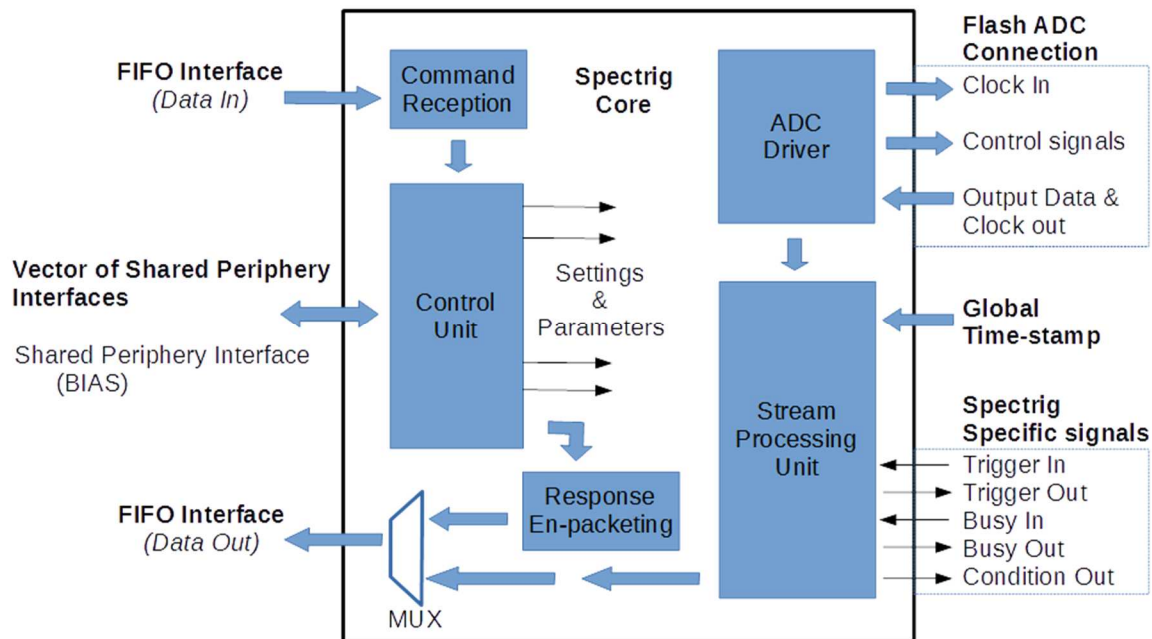 FIFO Interface
(Data In)
Command
Reception
Spectrig
Core
ADC
Driver
Flash ADC
Connection
Clock In
Control signals
Output Data &
Clock out
Vector of Shared Periphery
Interfaces
Shared Periphery Interface
(BIAS)
Control
Unit
Settings
&
Parameters
Stream
Processing
Unit
Global
Time-stamp
Spectrig
Specific signals
Trigger In
Trigger Out
Busy In
Busy Out
Condition Out
Response
En-packeting
FIFO Interface
(Data Out)
MUX